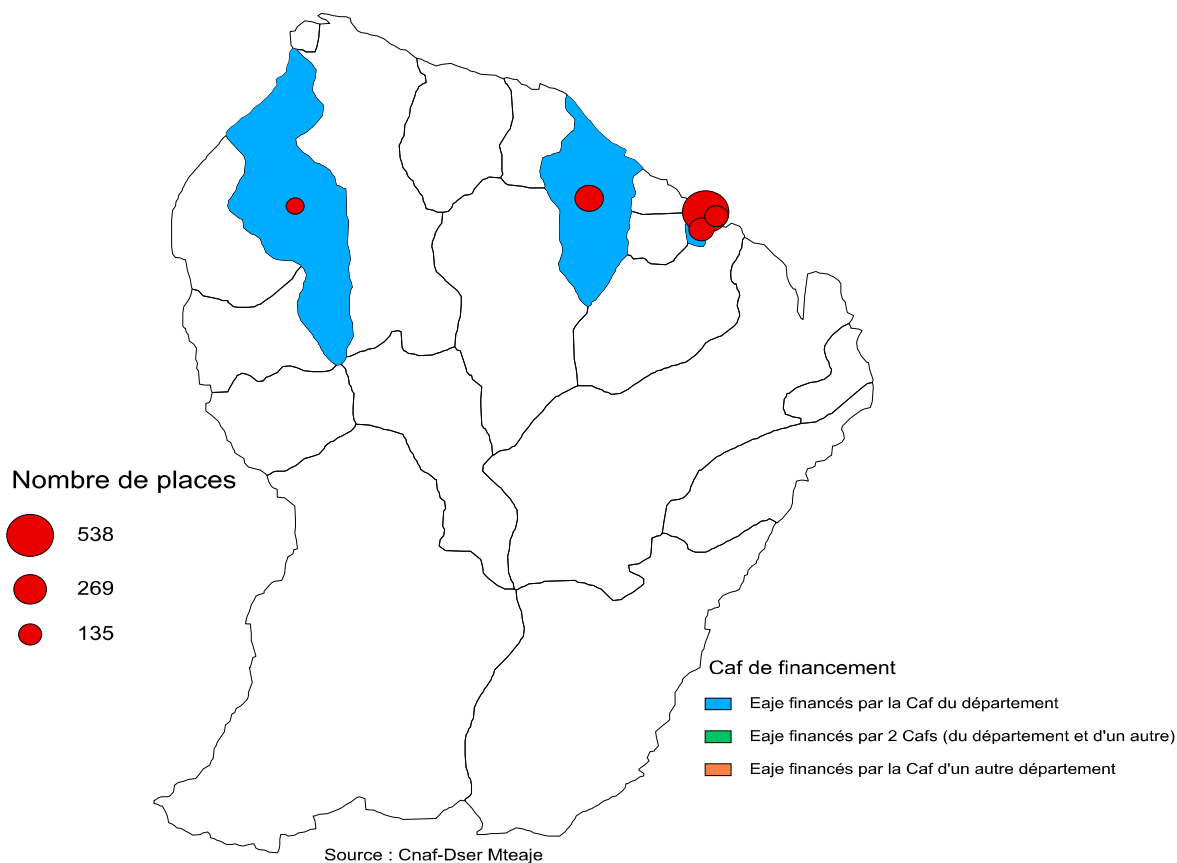 Nombre de places
538
269
135
Caf de financement
Eaje financés par la Caf du département
Eaje financés par 2 Cafs (du département et d'un autre)
Eaje financés par la Caf d'un autre département
Source : Cnaf-Dser Mteaje